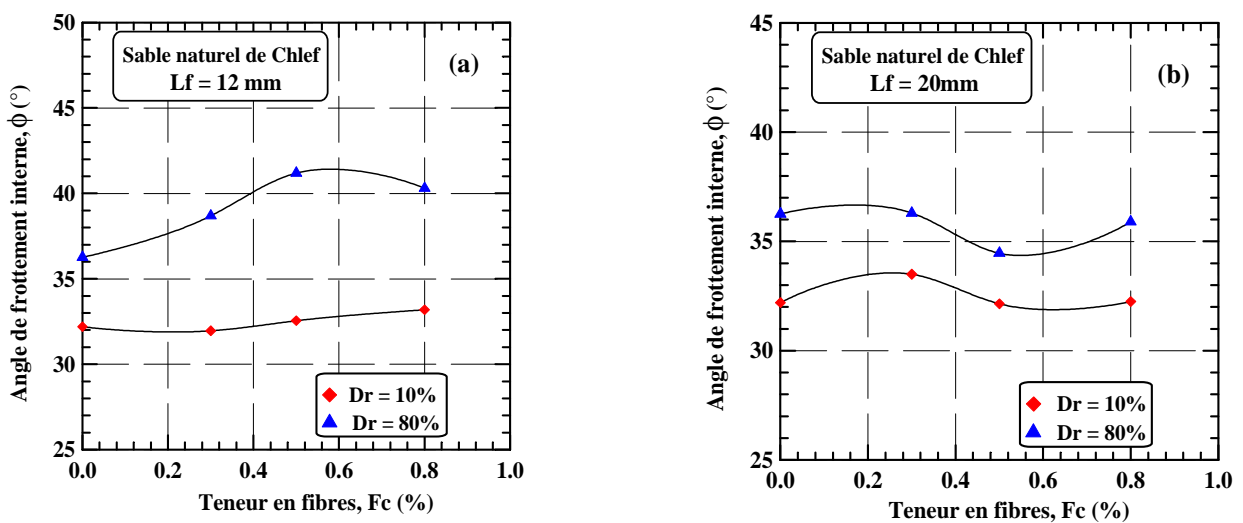 Sable naturel de Chlef
Lf = 12 mm
(a)
Angle de frottement interne, ϕ (°)
50
45
40
35
30
25
Dr = 10%
Dr = 80%
0.0 0.2 0.4 0.6 0.8 1.0
Teneur en fibres, Fc (%)
Sable naturel de Chlef
Lf = 20mm
(b)
Angle de frottement interne, ϕ (°)
45
40
35
30
25
Dr = 10%
Dr = 80%
0.0 0.2 0.4 0.6 0.8 1.0
Teneur en fibres, Fc (%)